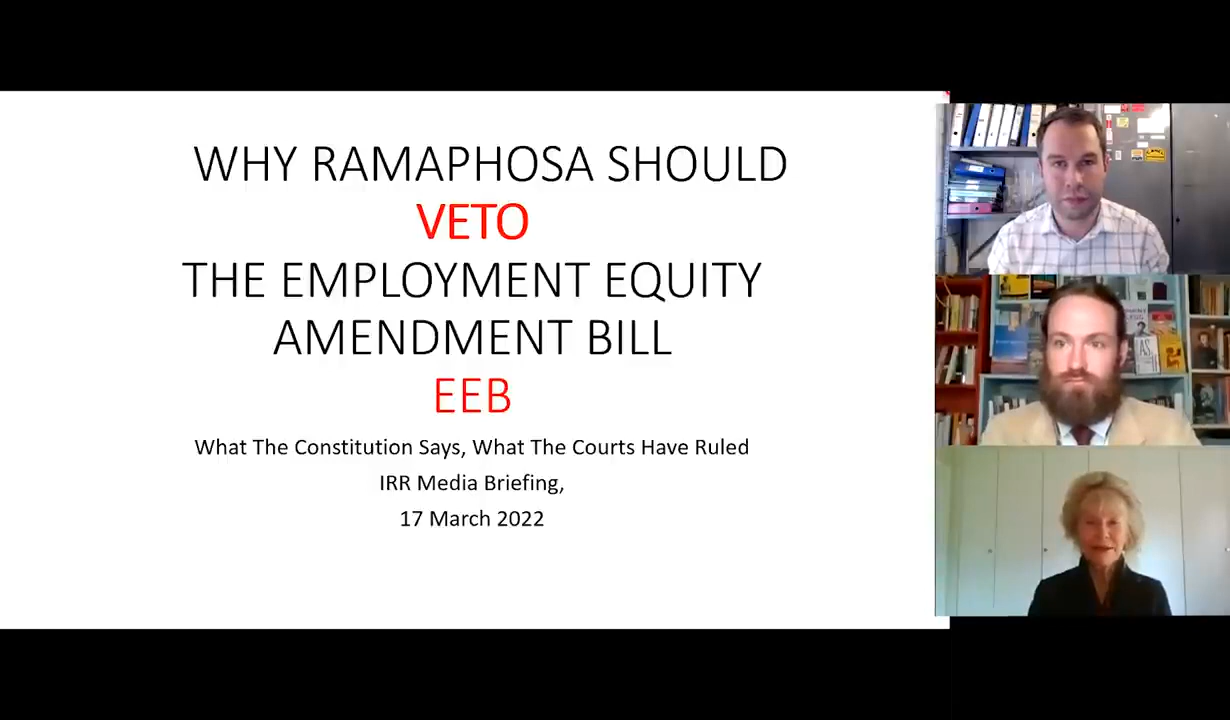 WHY RAMAPHOSA SHOULD
VETO
THE EMPLOYMENT EQUITY
AMENDMENT BILL
EEB
What The Constitution Says, What The Courts Have Ruled
IRR Media Briefing,
17 March 2022